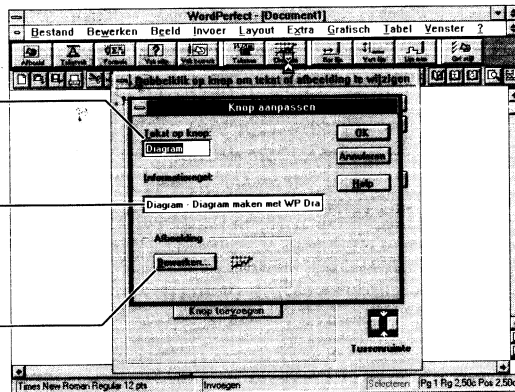 WordPerfect - [Document1]
Bestand Bewerken Beeld Invoer Layout Extra Grafisch Tabel Venster ?
Dubbelklik op knop om tekst of afbeelding te wijzigen
Knop aanpassen
Tekst op knop:
Diagram
OK
Annuleren
Help
Informatieregel:
Diagram - Diagram maken met WP Dra
Afbeelding
Bewerken...
Knop toevoegen
Tussenruimte
Times New Roman Regular 12 pts Invoegen Selecteren Pg 1 Rg 2,50c Pos 2,50c